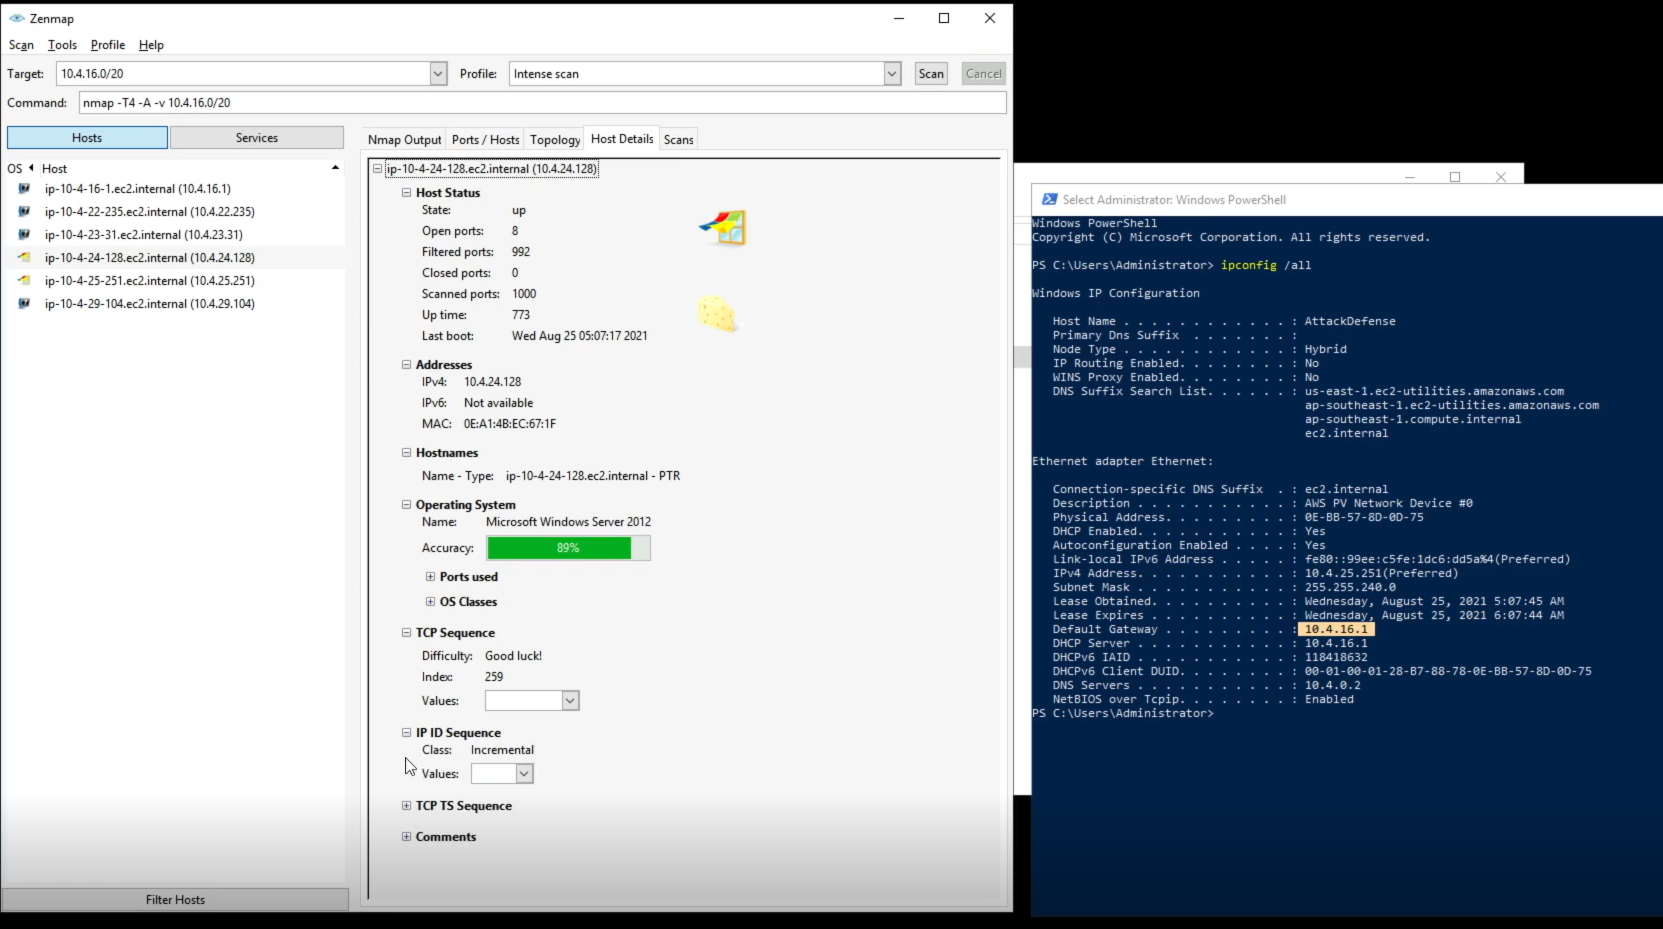 Zenmap
Scan Tools Profile Help
Target: 10.4.16.0/20 Profile: Intense scan Scan Cancel
Command: nmap -T4 -A -v 10.4.16.0/20
Hosts Services
Nmap Output Ports / Hosts Topology Host Details Scans
OS Host
ip-10-4-16-1.ec2.internal (10.4.16.1)
ip-10-4-22-235.ec2.internal (10.4.22.235)
ip-10-4-23-31.ec2.internal (10.4.23.31)
ip-10-4-24-128.ec2.internal (10.4.24.128)
ip-10-4-25-251.ec2.internal (10.4.25.251)
ip-10-4-29-104.ec2.internal (10.4.29.104)
Filter Hosts
ip-10-4-24-128.ec2.internal (10.4.24.128)
Host Status
State: up
Open ports: 8
Filtered ports: 992
Closed ports: 0
Scanned ports: 1000
Up time: 773
Last boot: Wed Aug 25 05:07:17 2021
Addresses
IPv4: 10.4.24.128
IPv6: Not available
MAC: 0E:A1:4B:EC:67:1F
Hostnames
Name - Type: ip-10-4-24-128.ec2.internal - PTR
Operating System
Name: Microsoft Windows Server 2012
Accuracy: 89%
Ports used
OS Classes
TCP Sequence
Difficulty: Good luck!
Index: 259
Values:
IP ID Sequence
Class: Incremental
Values:
TCP TS Sequence
Comments
Select Administrator: Windows PowerShell
Windows PowerShell
Copyright (C) Microsoft Corporation. All rights reserved.
PS C:\Users\Administrator> ipconfig /all
Windows IP Configuration
Host Name . . . . . . . . . . . . : AttackDefense
Primary Dns Suffix . . . . . . . :
Node Type . . . . . . . . . . . . : Hybrid
IP Routing Enabled. . . . . . . . : No
WINS Proxy Enabled. . . . . . . . : No
DNS Suffix Search List. . . . . . : us-east-1.ec2-utilities.amazonaws.com
ap-southeast-1.ec2-utilities.amazonaws.com
ap-southeast-1.compute.internal
ec2.internal
Ethernet adapter Ethernet:
Connection-specific DNS Suffix . : ec2.internal
Description . . . . . . . . . . . : AWS PV Network Device #0
Physical Address. . . . . . . . . : 0E-BB-57-8D-0D-75
DHCP Enabled. . . . . . . . . . . : Yes
Autoconfiguration Enabled . . . . : Yes
Link-local IPv6 Address . . . . . : fe80::99ee:c5fe:1dc6:dd5a%4(Preferred)
IPv4 Address. . . . . . . . . . . : 10.4.25.251(Preferred)
Subnet Mask . . . . . . . . . . . : 255.255.240.0
Lease Obtained. . . . . . . . . . : Wednesday, August 25, 2021 5:07:45 AM
Lease Expires . . . . . . . . . . : Wednesday, August 25, 2021 6:07:44 AM
Default Gateway . . . . . . . . . : 10.4.16.1
DHCP Server . . . . . . . . . . . : 10.4.16.1
DHCPv6 IAID . . . . . . . . . . . : 118418632
DHCPv6 Client DUID. . . . . . . . : 00-01-00-01-28-B7-88-78-0E-BB-57-8D-0D-75
DNS Servers . . . . . . . . . . . : 10.4.0.2
NetBIOS over Tcpip. . . . . . . . : Enabled
PS C:\Users\Administrator>